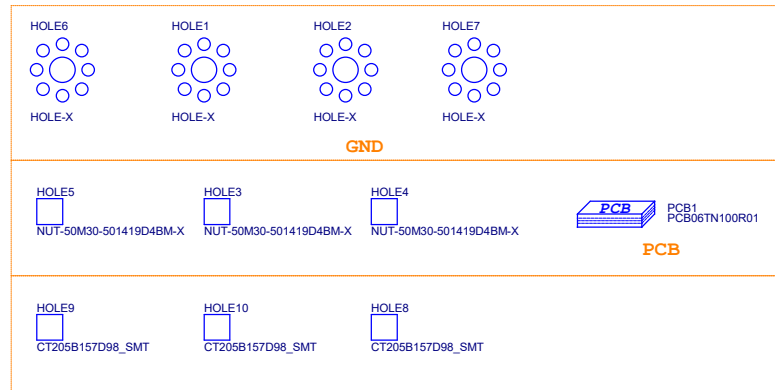 HOLE6 HOLE1 HOLE2 HOLE7
HOLE-X HOLE-X HOLE-X HOLE-X
GND
HOLE5 HOLE3 HOLE4
NUT-50M30-501419D4BM-X NUT-50M30-501419D4BM-X NUT-50M30-501419D4BM-X
PCB PCB1
PCB06TN100R01
PCB
HOLE9 HOLE10 HOLE8
CT205B157D98_SMT CT205B157D98_SMT CT205B157D98_SMT